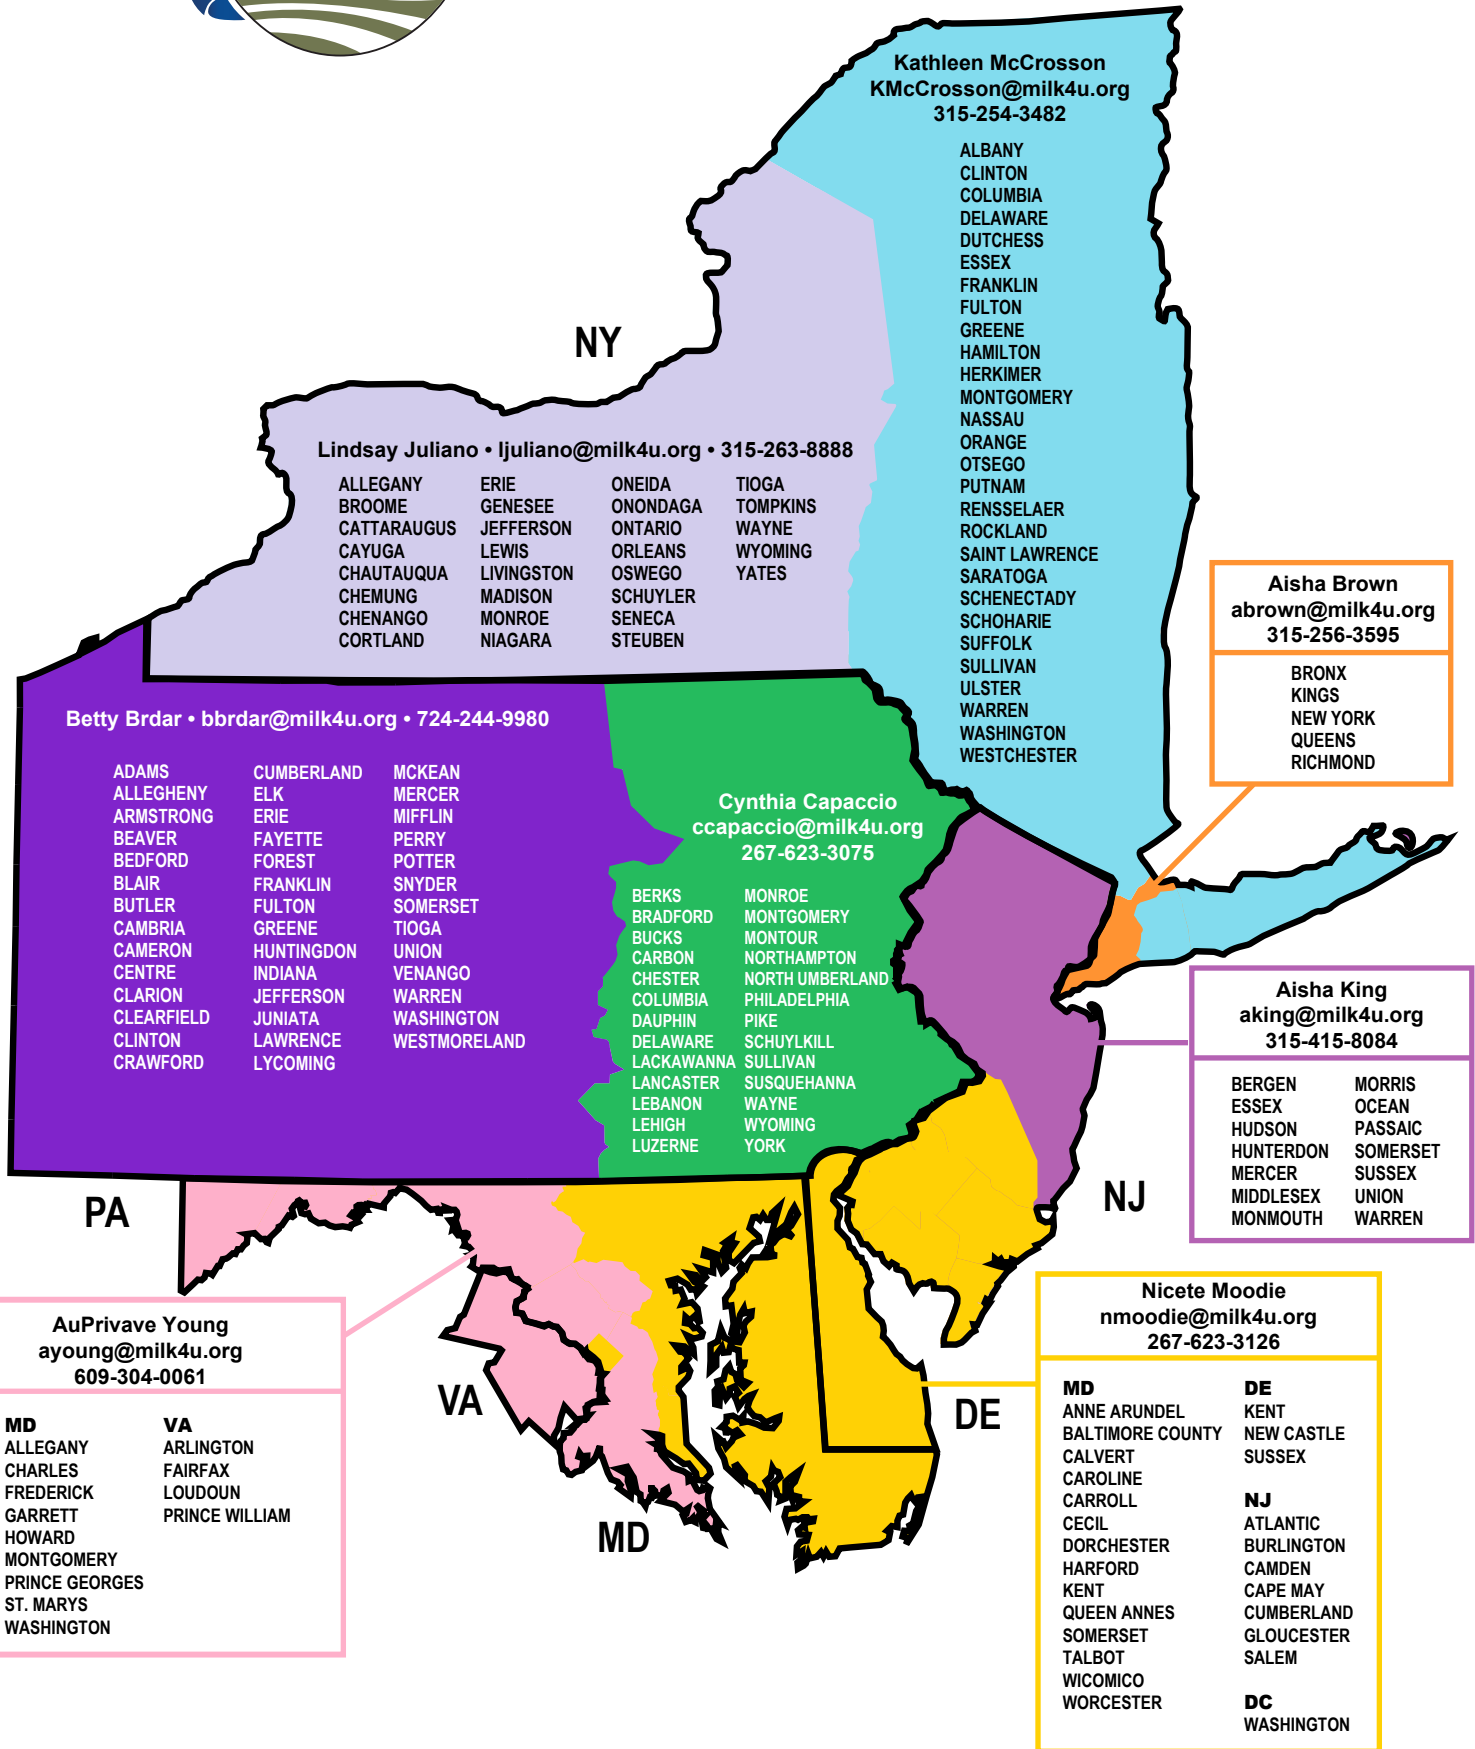 Kathleen McCrosson
KMcCrosson@milk4u.org
315-254-3482
ALBANY
CLINTON
COLUMBIA
DELAWARE
DUTCHESS
ESSEX
FRANKLIN
FULTON
GREENE
HAMILTON
HERKIMER
MONTGOMERY
NASSAU
ORANGE
OTSEGO
PUTNAM
RENSSELAER
ROCKLAND
SAINT LAWRENCE
SARATOGA
SCHENECTADY
SCHOHARIE
SUFFOLK
SULLIVAN
ULSTER
WARREN
WASHINGTON
WESTCHESTER
NY
Lindsay Juliano • ljuliano@milk4u.org • 315-263-8888
ALLEGANY
BROOME
CATTARAUGUS
CAYUGA
CHAUTAUQUA
CHEMUNG
CHENANGO
CORTLAND
ERIE
GENESEE
JEFFERSON
LEWIS
LIVINGSTON
MADISON
MONROE
NIAGARA
ONEIDA
ONONDAGA
ONTARIO
ORLEANS
OSWEGO
SCHUYLER
SENECA
STEUBEN
TIOGA
TOMPKINS
WAYNE
WYOMING
YATES
Aisha Brown
abrown@milk4u.org
315-256-3595
BRONX
KINGS
NEW YORK
QUEENS
RICHMOND
Betty Brdar • bbrdar@milk4u.org • 724-244-9980
ADAMS
ALLEGHENY
ARMSTRONG
BEAVER
BEDFORD
BLAIR
BUTLER
CAMBRIA
CAMERON
CENTRE
CLARION
CLEARFIELD
CLINTON
CRAWFORD
CUMBERLAND
ELK
ERIE
FAYETTE
FOREST
FRANKLIN
FULTON
GREENE
HUNTINGDON
INDIANA
JEFFERSON
JUNIATA
LAWRENCE
LYCOMING
MCKEAN
MERCER
MIFFLIN
PERRY
POTTER
SNYDER
SOMERSET
TIOGA
UNION
VENANGO
WARREN
WASHINGTON
WESTMORELAND
Cynthia Capaccio
ccapaccio@milk4u.org
267-623-3075
BERKS
BRADFORD
BUCKS
CARBON
CHESTER
COLUMBIA
DAUPHIN
DELAWARE
LACKAWANNA
LANCASTER
LEBANON
LEHIGH
LUZERNE
MONROE
MONTGOMERY
MONTOUR
NORTHAMPTON
NORTH UMBERLAND
PHILADELPHIA
PIKE
SCHUYLKILL
SULLIVAN
SUSQUEHANNA
WAYNE
WYOMING
YORK
Aisha King
aking@milk4u.org
315-415-8084
BERGEN
ESSEX
HUDSON
HUNTERDON
MERCER
MIDDLESEX
MONMOUTH
MORRIS
OCEAN
PASSAIC
SOMERSET
SUSSEX
UNION
WARREN
PA
NJ
AuPrivave Young
ayoung@milk4u.org
609-304-0061
MD
ALLEGANY
CHARLES
FREDERICK
GARRETT
HOWARD
MONTGOMERY
PRINCE GEORGES
ST. MARYS
WASHINGTON
VA
ARLINGTON
FAIRFAX
LOUDOUN
PRINCE WILLIAM
VA
MD
DE
Nicete Moodie
nmoodie@milk4u.org
267-623-3126
MD
ANNE ARUNDEL
BALTIMORE COUNTY
CALVERT
CAROLINE
CARROLL
CECIL
DORCHESTER
HARFORD
KENT
QUEEN ANNES
SOMERSET
TALBOT
WICOMICO
WORCESTER
DE
KENT
NEW CASTLE
SUSSEX
NJ
ATLANTIC
BURLINGTON
CAMDEN
CAPE MAY
CUMBERLAND
GLOUCESTER
SALEM
DC
WASHINGTON